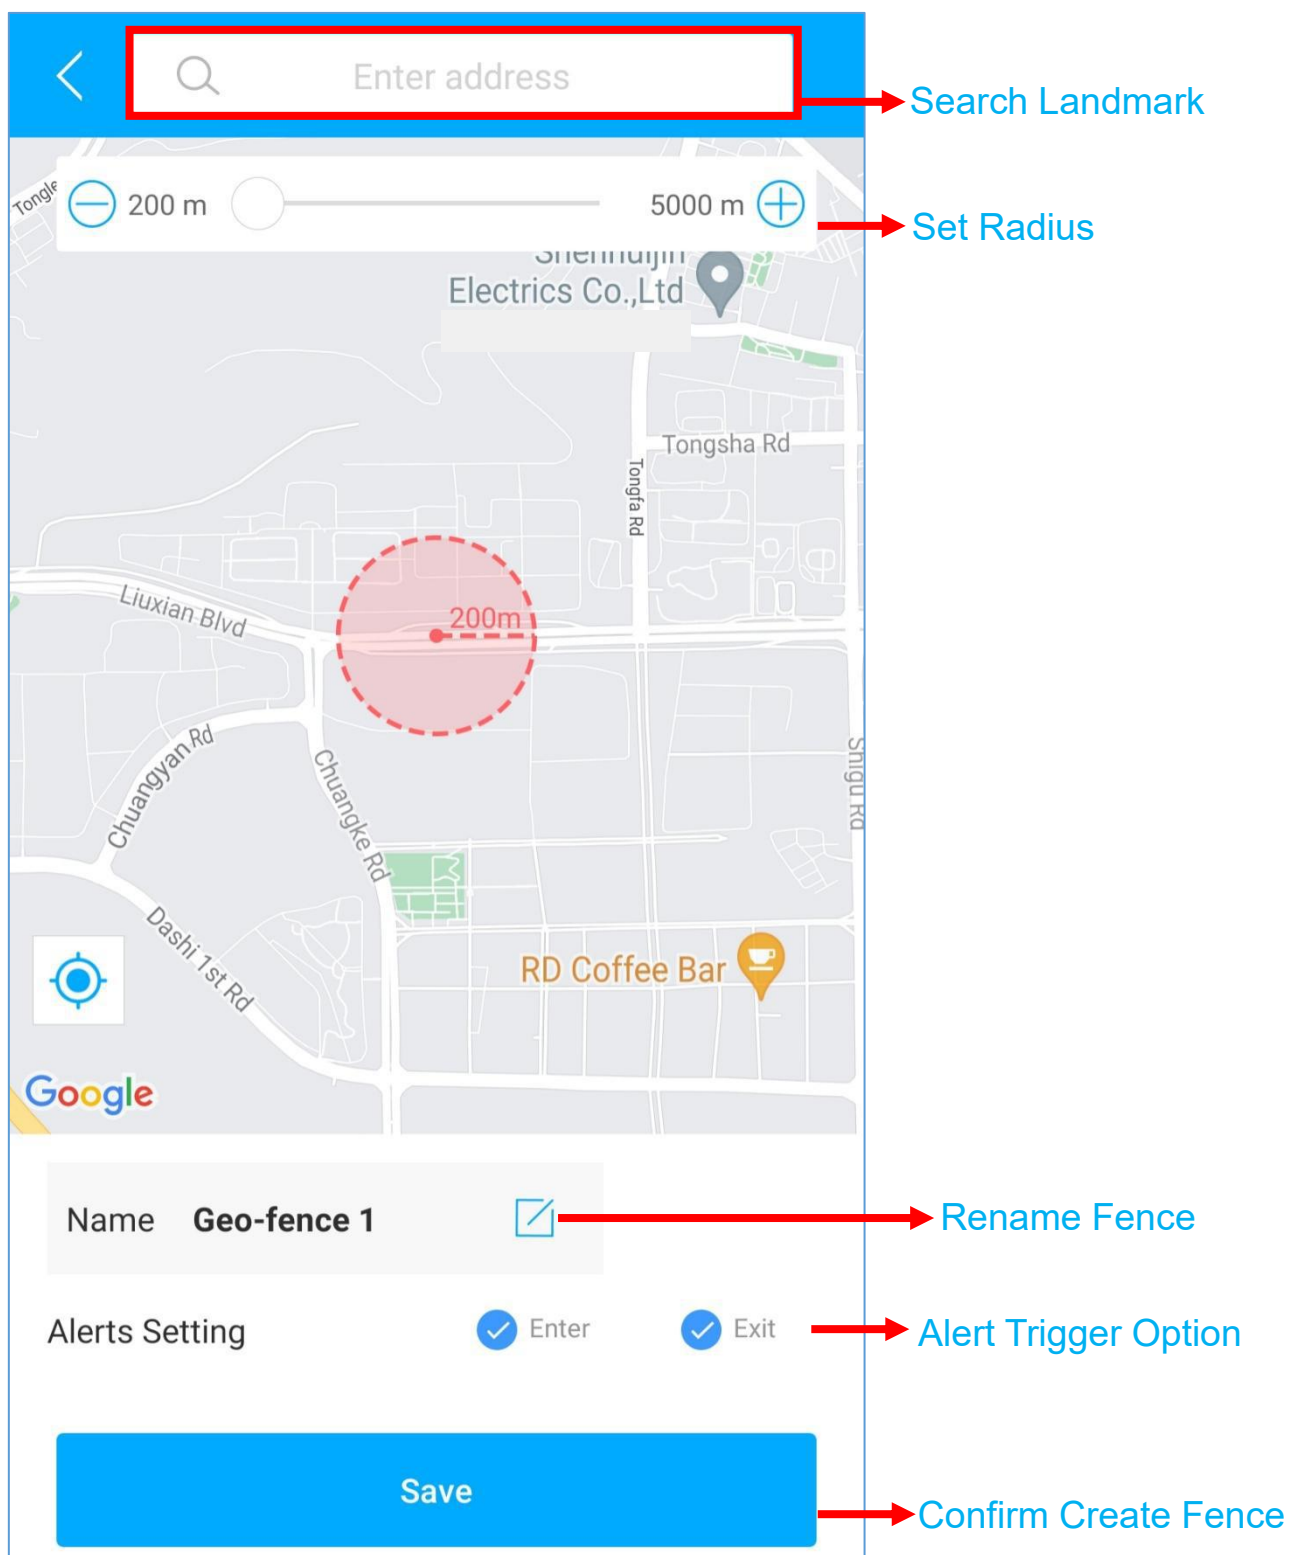 Enter address
Search Landmark
200 m
5000 m
Set Radius
Shenhuijin
Electrics Co.,Ltd
Tongsha Rd
Tongfa Rd
Liuxian Blvd
200m
Chuangyan Rd
Chuangke Rd
Shigu Rd
Dashi 1st Rd
RD Coffee Bar
Google
Name Geo-fence 1
Rename Fence
Alerts Setting
Enter
Exit
Alert Trigger Option
Save
Confirm Create Fence